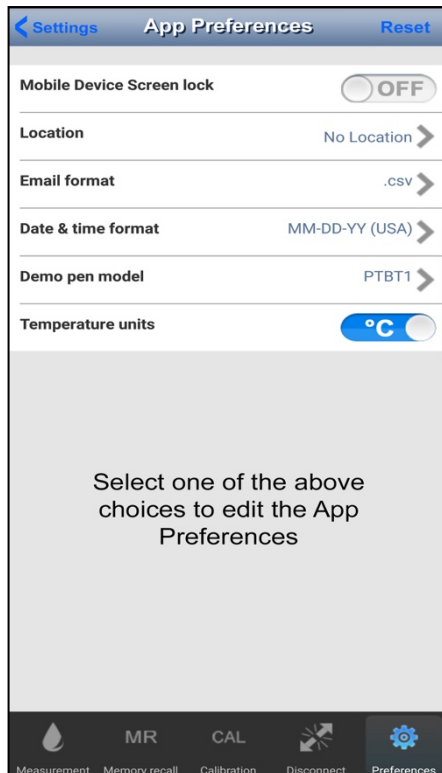 Settings App Preferences Reset
Mobile Device Screen lock OFF
Location No Location
Email format .csv
Date & time format MM-DD-YY (USA)
Demo pen model PTBT1
Temperature units °C
Select one of the above
choices to edit the App
Preferences
MR CAL
Measurement Memory recall Calibration Disconnect Preferences